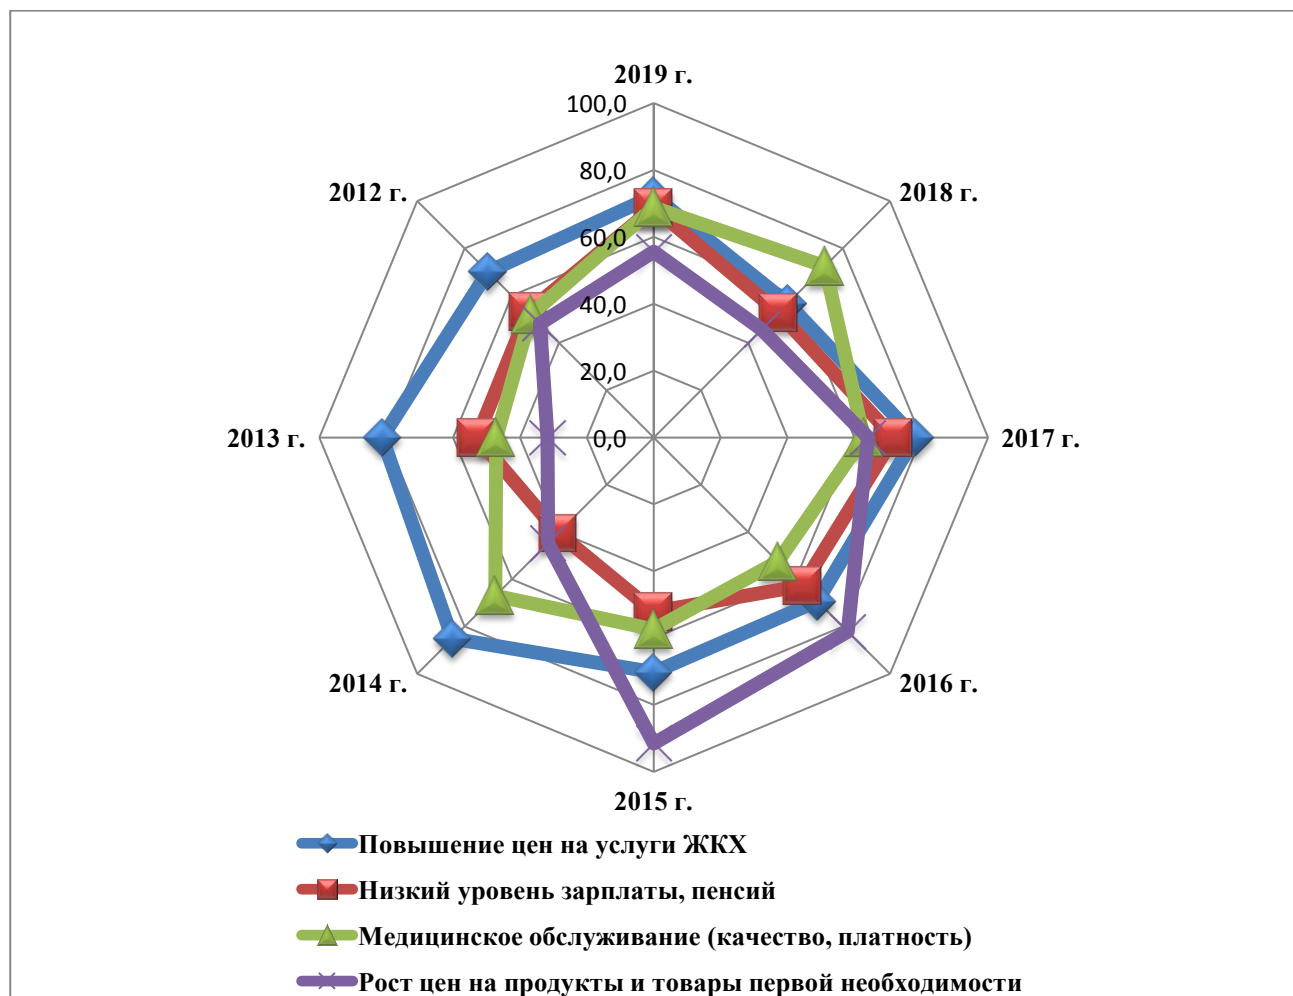 2019 г.
100,0
80,0
60,0
40,0
20,0
0,0
2018 г.
2017 г.
2016 г.
2015 г.
2014 г.
2013 г.
2012 г.
Повышение цен на услуги ЖКХ
Низкий уровень зарплаты, пенсий
Медицинское обслуживание (качество, платность)
Рост цен на продукты и товары первой необходимости